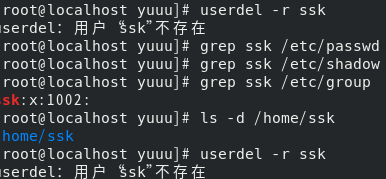 root@localhost yuuu]# userdel -r ssk
userdel：用户“ssk”不存在
root@localhost yuuu]# grep ssk /etc/passwd
root@localhost yuuu]# grep ssk /etc/shadow
root@localhost yuuu]# grep ssk /etc/group
ssk:x:1002:
root@localhost yuuu]# ls -d /home/ssk
home/ssk
root@localhost yuuu]# userdel -r ssk
userdel：用户“ssk”不存在